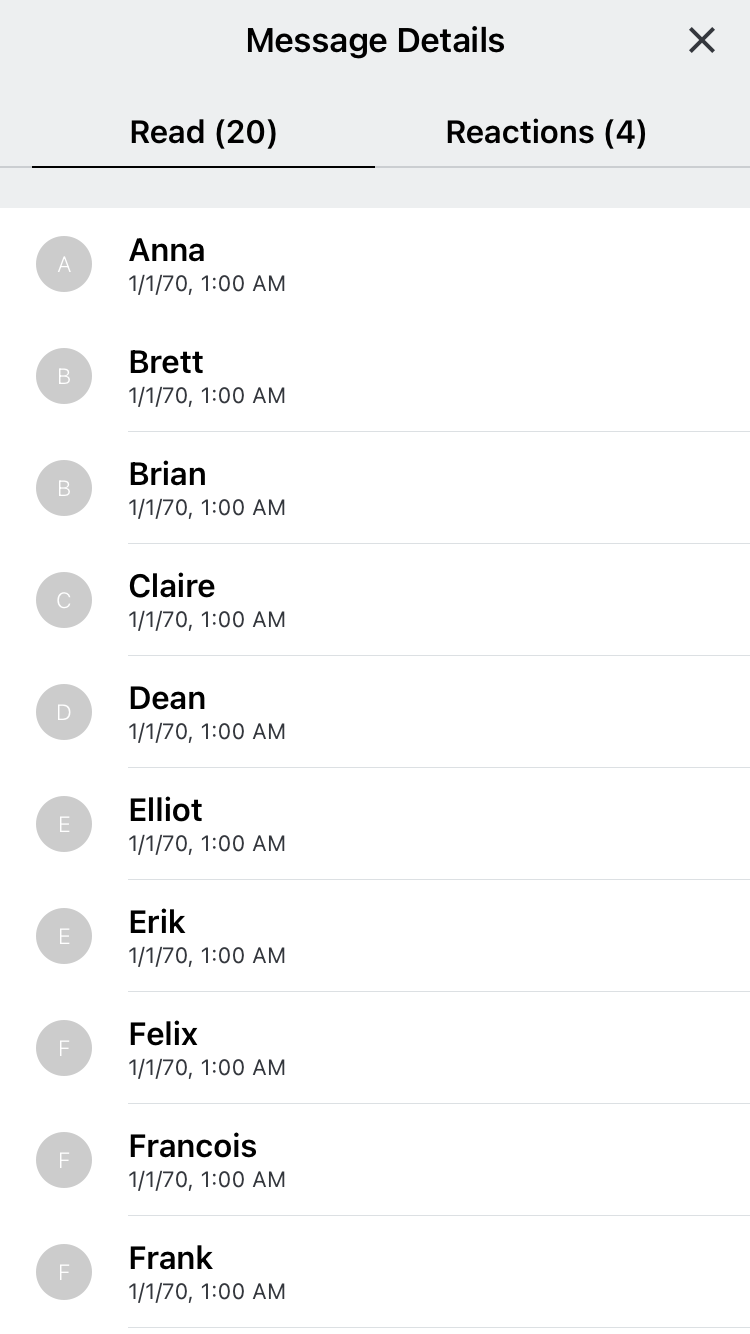 Message Details
Read (20) Reactions (4)
A
Anna
1/1/70, 1:00 AM
B
Brett
1/1/70, 1:00 AM
B
Brian
1/1/70, 1:00 AM
C
Claire
1/1/70, 1:00 AM
D
Dean
1/1/70, 1:00 AM
E
Elliot
1/1/70, 1:00 AM
E
Erik
1/1/70, 1:00 AM
F
Felix
1/1/70, 1:00 AM
F
Francois
1/1/70, 1:00 AM
F
Frank
1/1/70, 1:00 AM